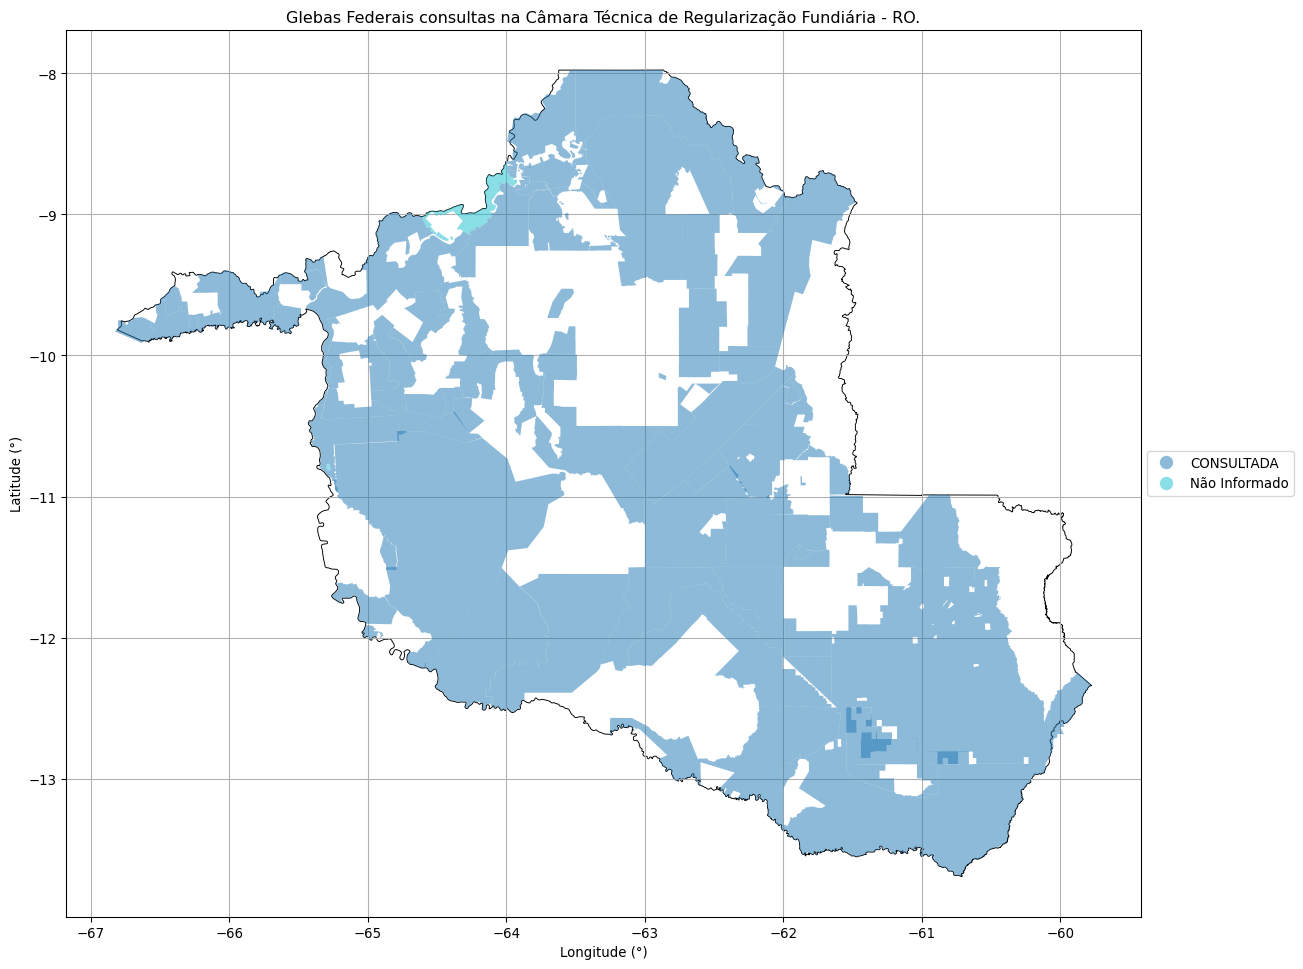 Glebas Federais consultas na Câmara Técnica de Regularização Fundiária - RO.
−8
−9
−10
−11
−12
−13
Latitude (°)
CONSULTADA
Não Informado
−67 −66 −65 −64 −63 −62 −61 −60
Longitude (°)